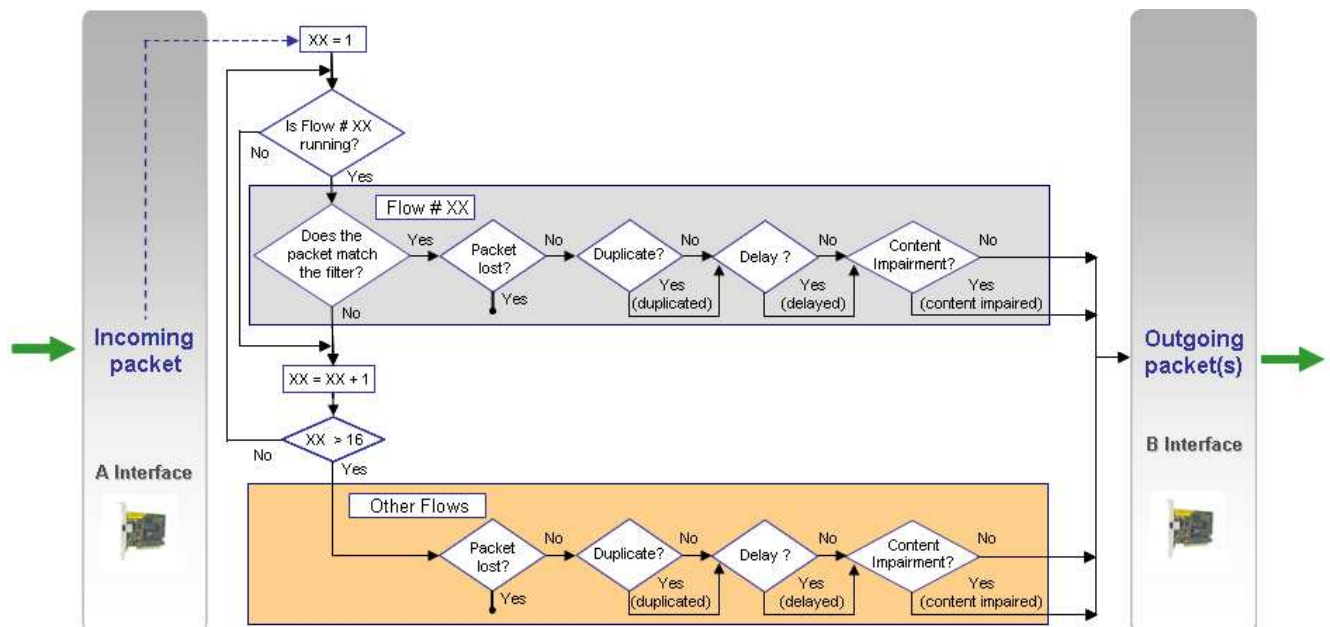 XX = 1
Is Flow # XX
running?
No
Yes
Flow # XX
Does the
packet match
the filter?
Yes
No
Packet
lost?
No
Yes
Duplicate?
No
Yes
(duplicated)
Delay ?
No
Yes
(delayed)
Content
Impairment?
No
Yes
(content impaired)
Incoming
packet
A Interface
XX = XX + 1
XX > 16
No
Yes
Other Flows
Packet
lost?
No
Yes
Duplicate?
No
Yes
(duplicated)
Delay ?
No
Yes
(delayed)
Content
Impairment?
No
Yes
(content impaired)
Outgoing
packet(s)
B Interface